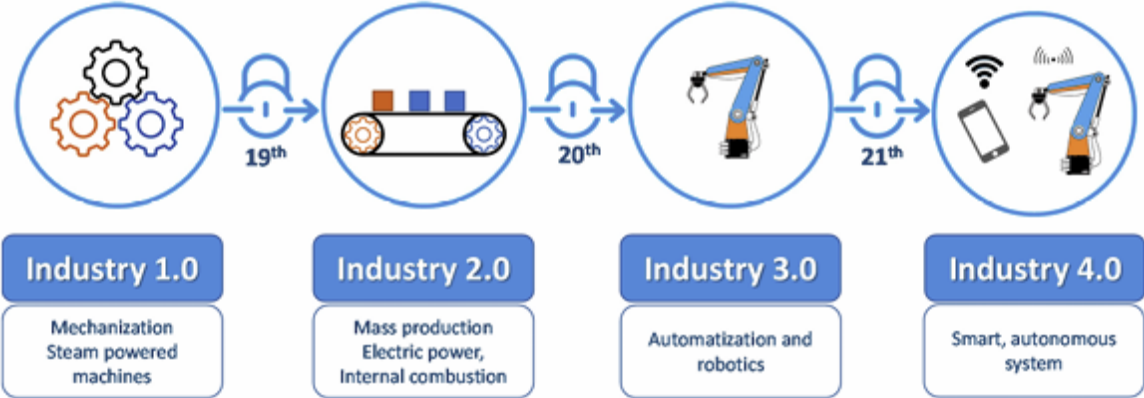 19th
20th
21th
Industry 1.0
Industry 2.0
Industry 3.0
Industry 4.0
Mechanization
Steam powered
machines
Mass production
Electric power,
Internal combustion
Automatization and
robotics
Smart, autonomous
system